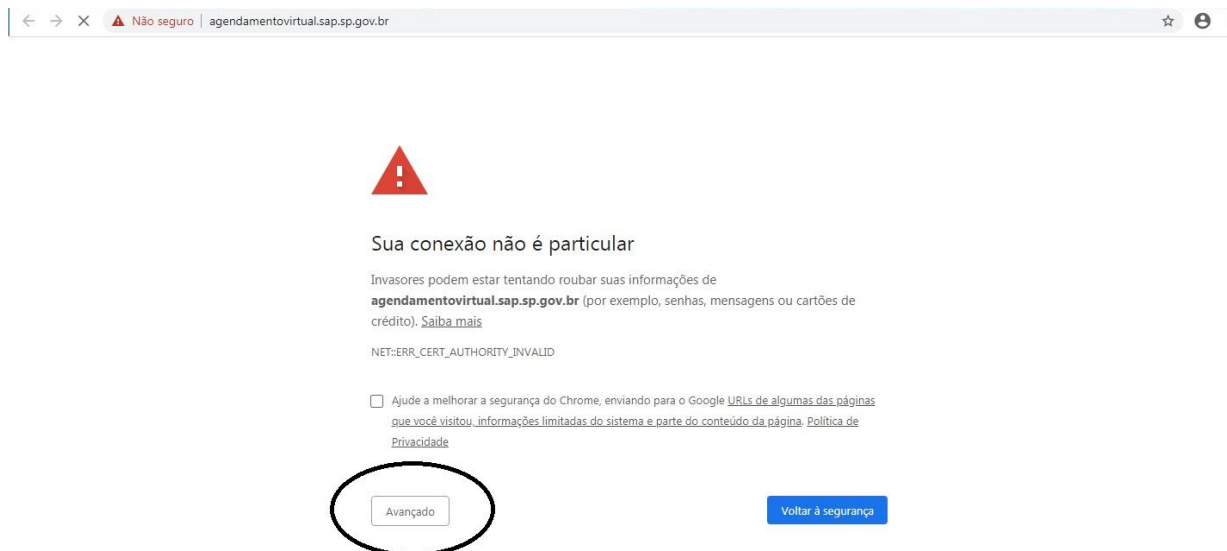 Não seguro | agendamentovirtual.sap.sp.gov.br
Sua conexão não é particular
Invasores podem estar tentando roubar suas informações de
agendamentovirtual.sap.sp.gov.br (por exemplo, senhas, mensagens ou cartões de
crédito). Saiba mais
NET::ERR_CERT_AUTHORITY_INVALID
Ajude a melhorar a segurança do Chrome, enviando para o Google URLs de algumas das páginas
que você visitou, informações limitadas do sistema e parte do conteúdo da página. Política de
Privacidade
Avançado
Voltar à segurança